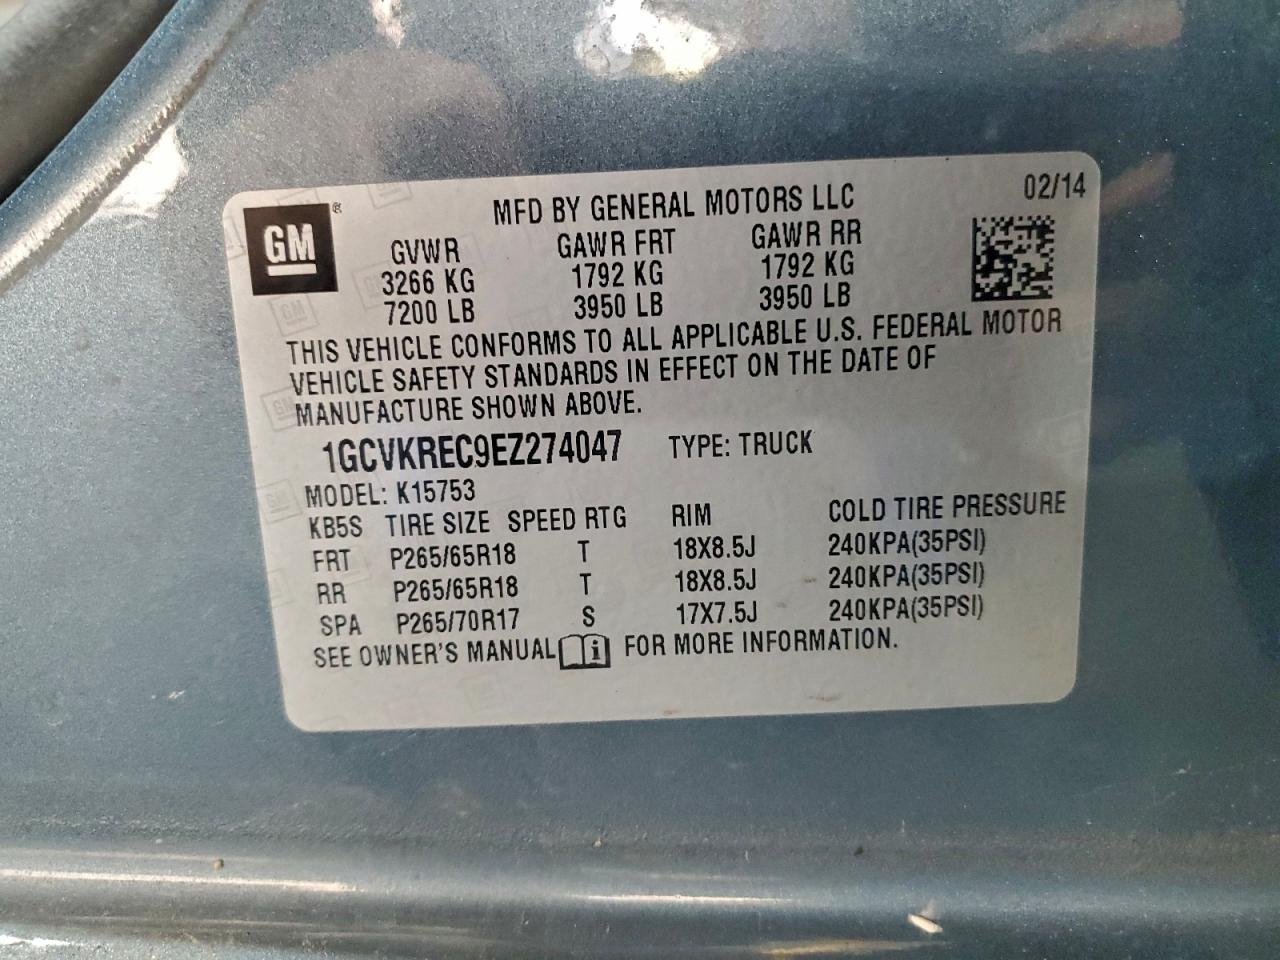 GM ®
MFD BY GENERAL MOTORS LLC 02/14
GVWR GAWR FRT GAWR RR
3266 KG 1792 KG 1792 KG
7200 LB 3950 LB 3950 LB
THIS VEHICLE CONFORMS TO ALL APPLICABLE U.S. FEDERAL MOTOR
VEHICLE SAFETY STANDARDS IN EFFECT ON THE DATE OF
MANUFACTURE SHOWN ABOVE.
1GCVKREC9EZ274047 TYPE: TRUCK
MODEL: K15753
KB5S TIRE SIZE SPEED RTG RIM COLD TIRE PRESSURE
FRT P265/65R18 T 18X8.5J 240KPA(35PSI)
RR P265/65R18 T 18X8.5J 240KPA(35PSI)
SPA P265/70R17 S 17X7.5J 240KPA(35PSI)
SEE OWNER'S MANUAL i FOR MORE INFORMATION.